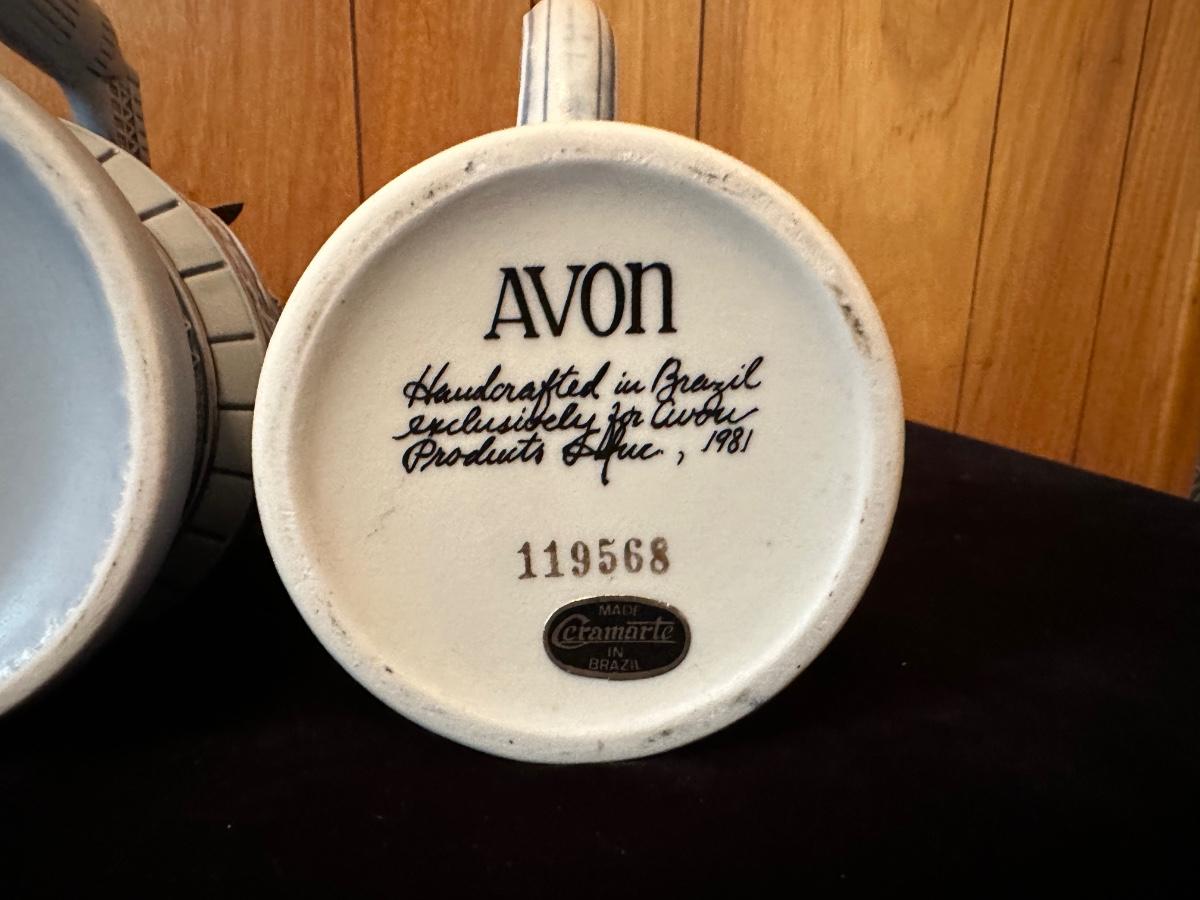 AVON
Handcrafted in Brazil
exclusively for Avon
Products Inc., 1981
119568
MADE
Ceramarte
IN
BRAZIL